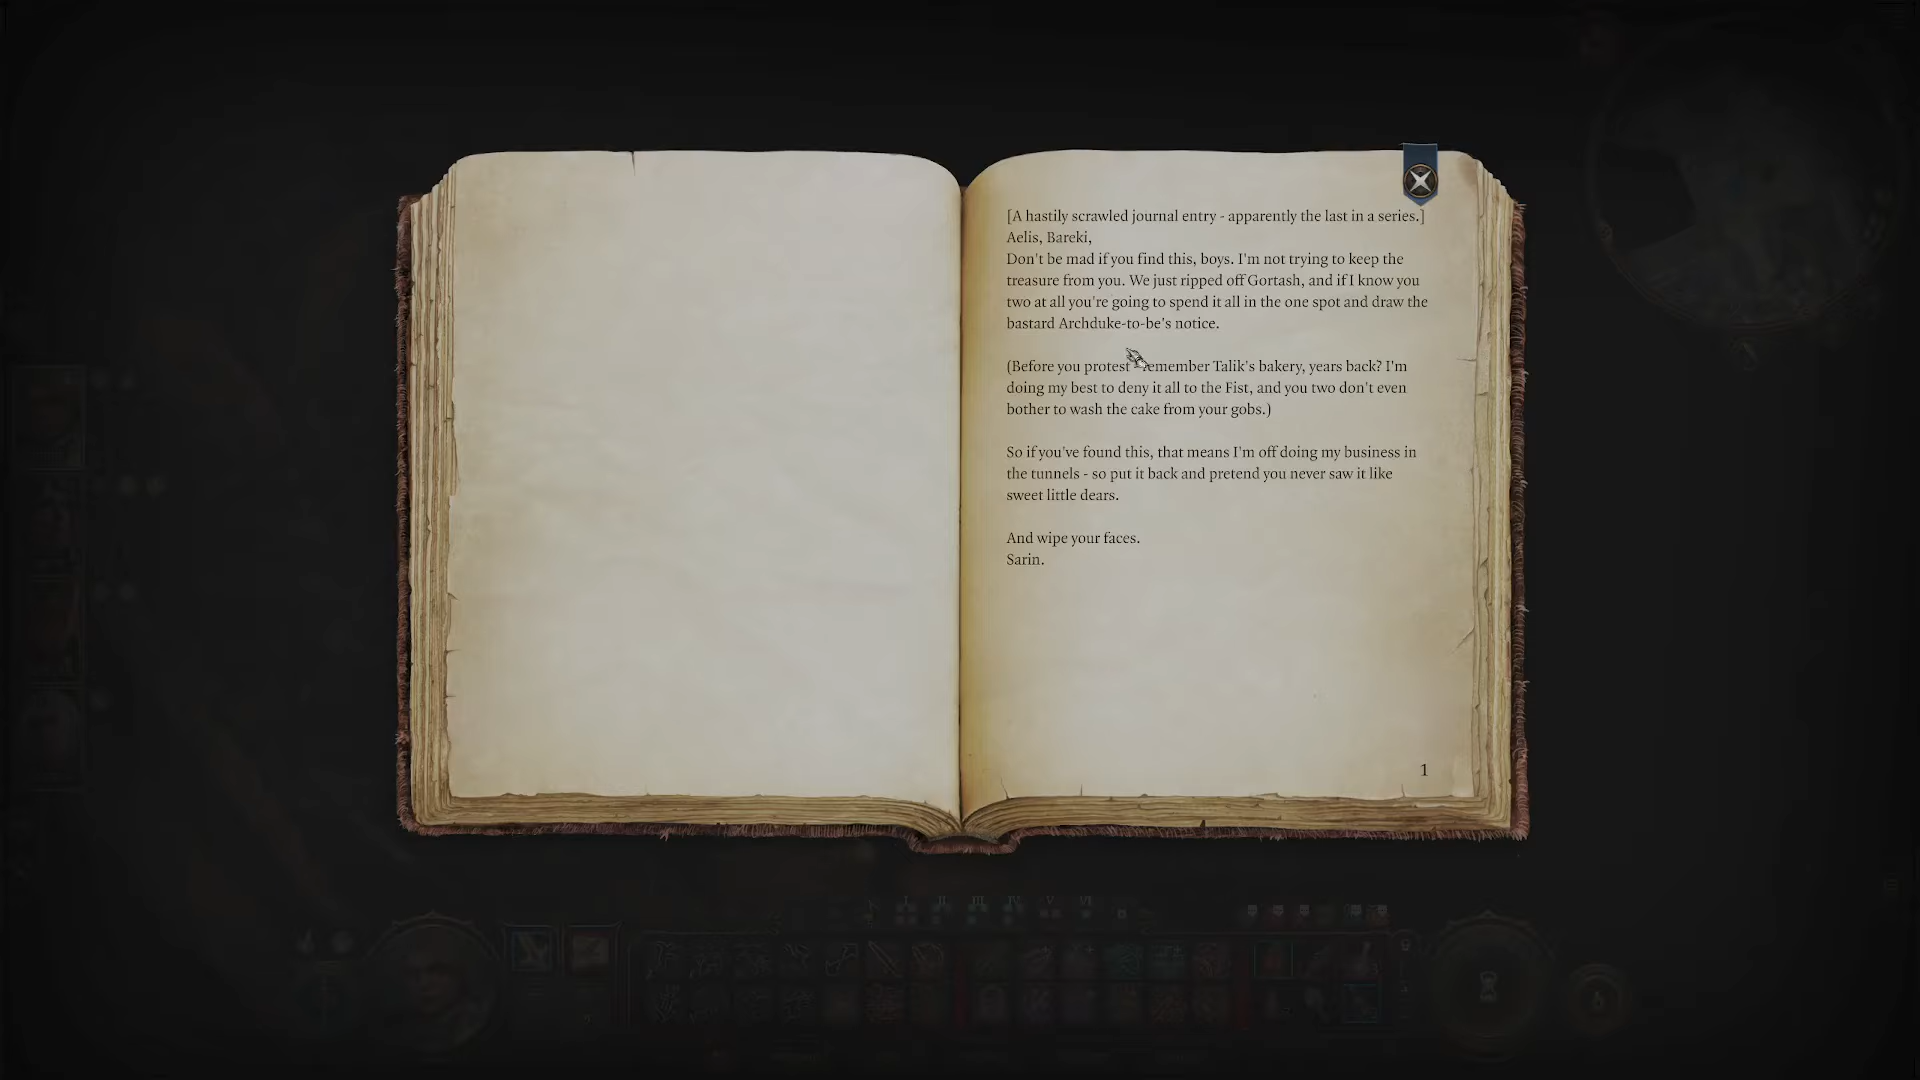 [A hastily scrawled journal entry - apparently the last in a series.]
Aelis, Bareki,
Don't be mad if you find this, boys. I'm not trying to keep the
treasure from you. We just ripped off Gortash, and if I know you
two at all you're going to spend it all in the one spot and draw the
bastard Archduke-to-be's notice.
(Before you protest - remember Talik's bakery, years back? I'm
doing my best to deny it all to the Fist, and you two don't even
bother to wash the cake from your gobs.)
So if you've found this, that means I'm off doing my business in
the tunnels - so put it back and pretend you never saw it like
sweet little dears.
And wipe your faces.
Sarin.
1
I II III IV V VI